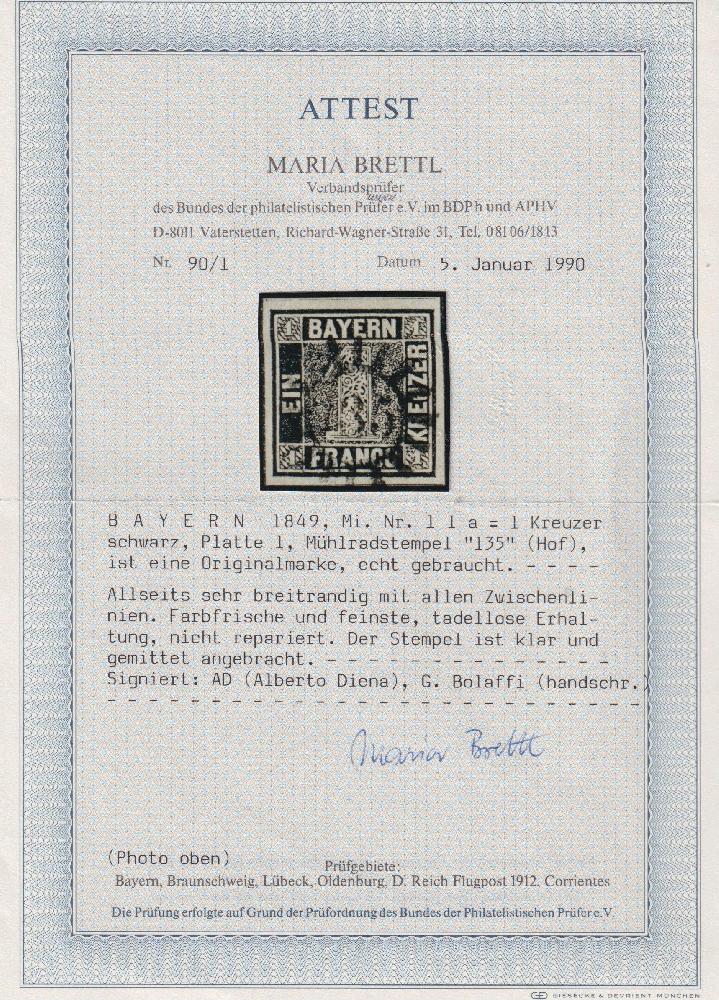 ATTEST
MARIA BRETTL
Verbandsprüfer
des Bundes der philatelistischen Prüfer e.V. im BDPh und APHV
D-8011 Vaterstetten, Richard-Wagner-Straße 31, Tel. 08106/1813
Nr. 90/1 Datum 5. Januar 1990
1 BAYERN 1
EIN
KREUZER
1 FRANCO 1
B A Y E R N 1849, Mi. Nr. 1 I a = 1 Kreuzer
schwarz, Platte 1, Mühlradstempel "135" (Hof),
ist eine Originalmarke, echt gebraucht. - - - -
Allseits sehr breitrandig mit allen Zwischenli-
nien. Farbfrische und feinste, tadellose Erhal-
tung, nicht repariert. Der Stempel ist klar und
gemittet angebracht. - - - - - - - - - - - - - - -
Signiert: AD (Alberto Diena), G. Bolaffi (handschr.)
- - - - - - - - - - - - - - - - - - - - - - - - - - -
Maria Brettl
(Photo oben)
Prüfgebiete:
Bayern, Braunschweig, Lübeck, Oldenburg, D. Reich Flugpost 1912. Corrientes
Die Prüfung erfolgte auf Grund der Prüfordnung des Bundes der Philatelistischen Prüfer e.V.
GIESECKE & DEVRIENT MÜNCHEN